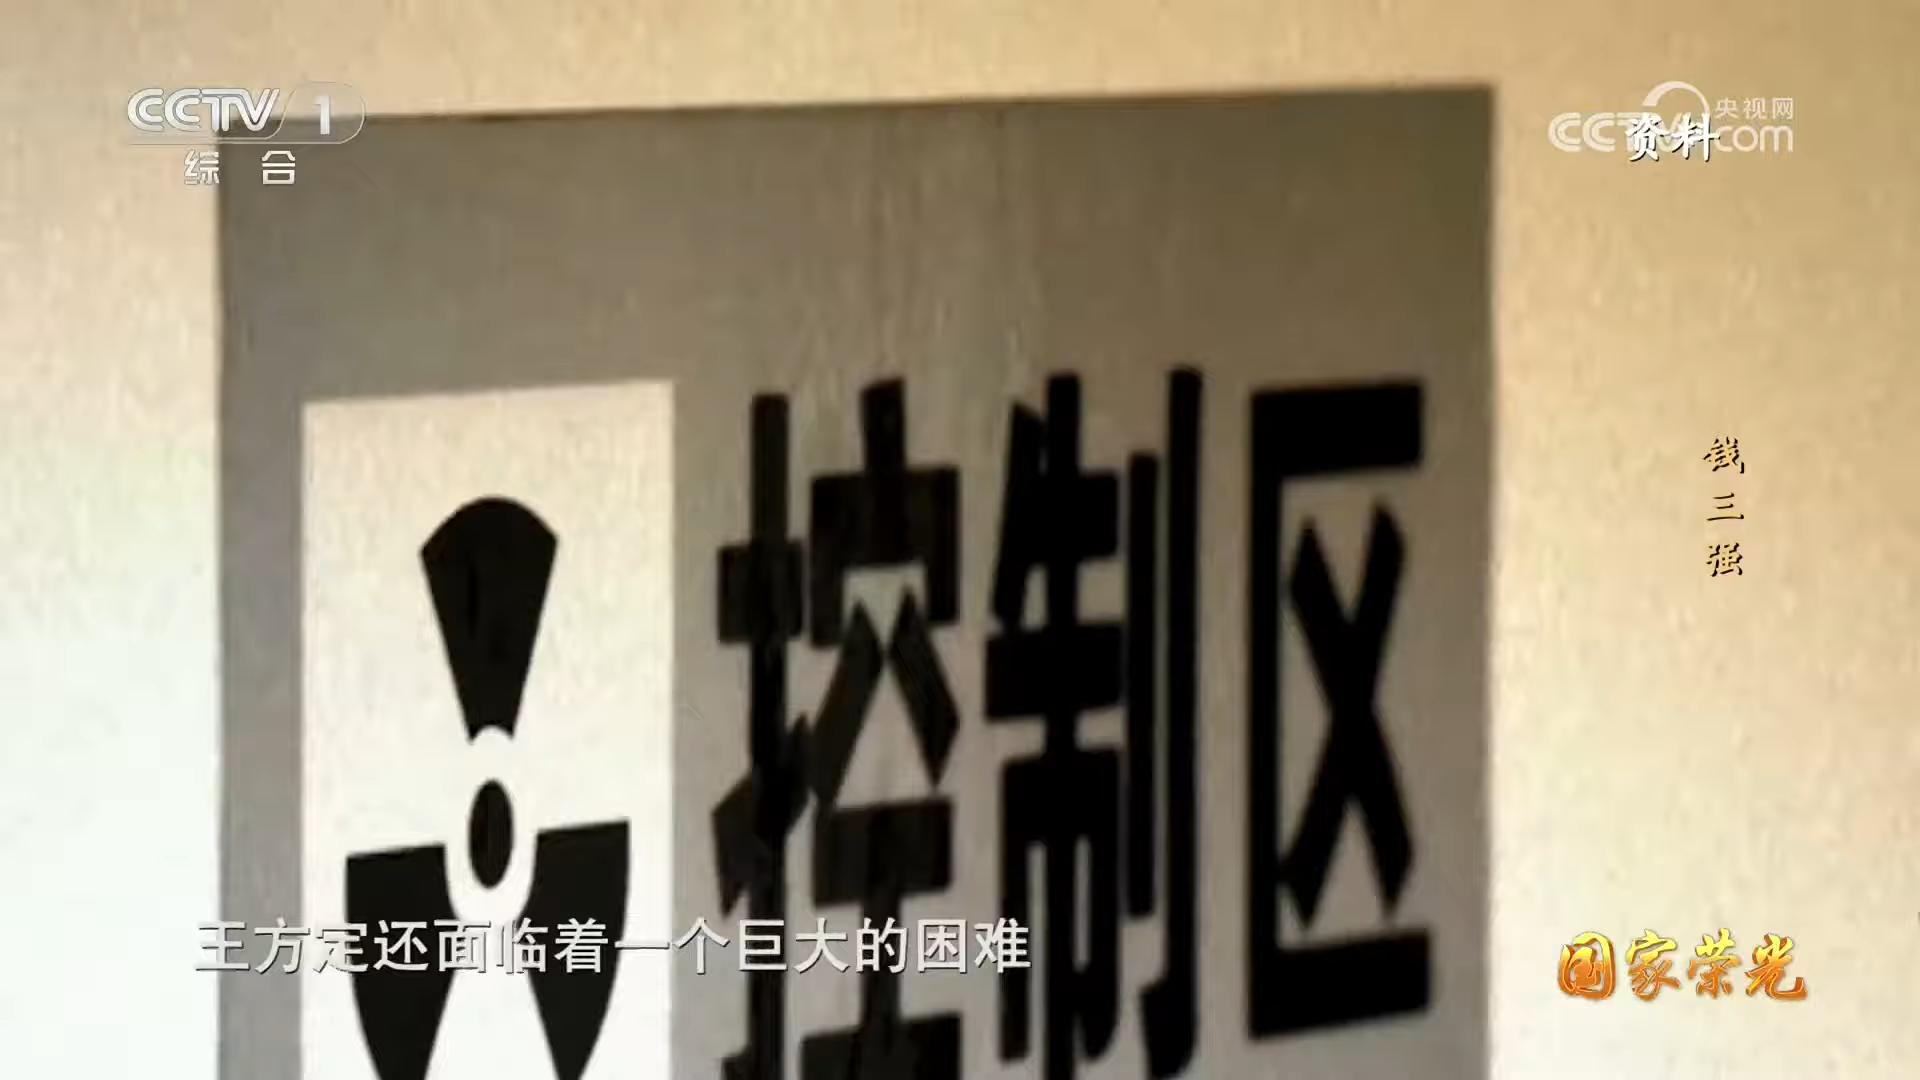 CCTV 1
综合
央视网
CCTV.com
资料
控制区
钱三强
王方定还面临着一个巨大的困难
国家荣光